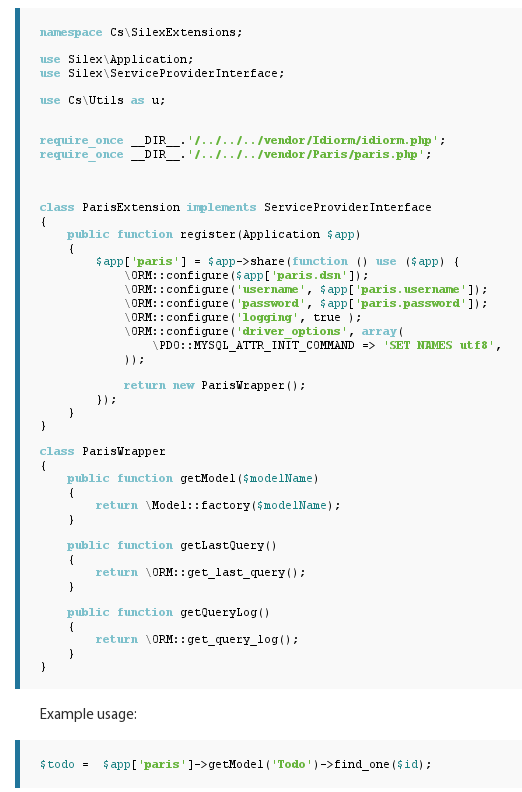 namespace Cs\SilexExtensions;
use Silex\Application;
use Silex\ServiceProviderInterface;
use Cs\Utils as u;
require_once __DIR__.'/../../../vendor/Idiorm/idiorm.php';
require_once __DIR__.'/../../../vendor/Paris/paris.php';
class ParisExtension implements ServiceProviderInterface
{
    public function register(Application $app)
    {
        $app['paris'] = $app->share(function () use ($app) {
            \ORM::configure($app['paris.dsn']);
            \ORM::configure('username', $app['paris.username']);
            \ORM::configure('password', $app['paris.password']);
            \ORM::configure('logging', true );
            \ORM::configure('driver_options', array(
                \PDO::MYSQL_ATTR_INIT_COMMAND => 'SET NAMES utf8',
            ));
            return new ParisWrapper();
        });
    }
}
class ParisWrapper
{
    public function getModel($modelName)
    {
        return \Model::factory($modelName);
    }
    public function getLastQuery()
    {
        return \ORM::get_last_query();
    }
    public function getQueryLog()
    {
        return \ORM::get_query_log();
    }
}
Example usage:
$todo =  $app['paris']->getModel('Todo')->find_one($id);